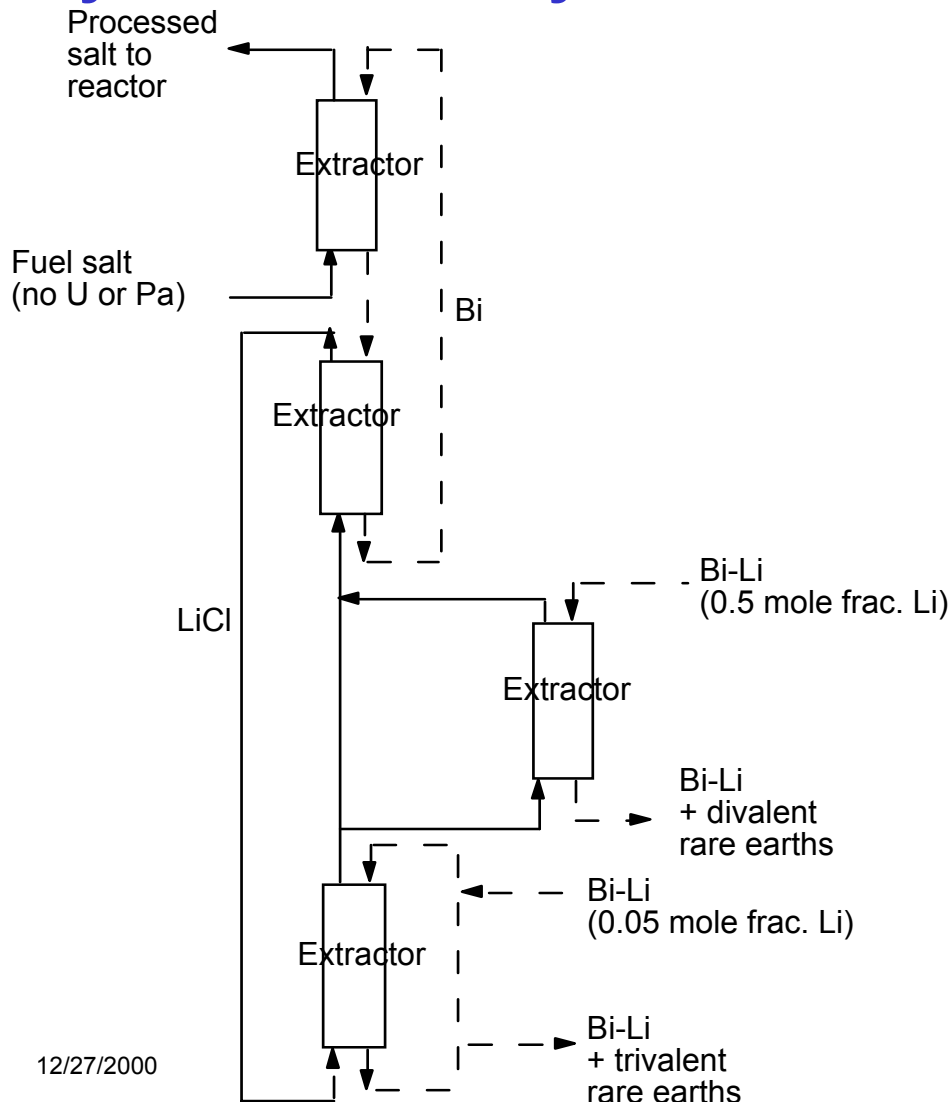 Processed
salt to
reactor
Extractor
Fuel salt
(no U or Pa)
Bi
Extractor
Bi-Li
(0.5 mole frac. Li)
LiCl
Extractor
Bi-Li
+ divalent
rare earths
Bi-Li
(0.05 mole frac. Li)
Extractor
Bi-Li
+ trivalent
rare earths
12/27/2000